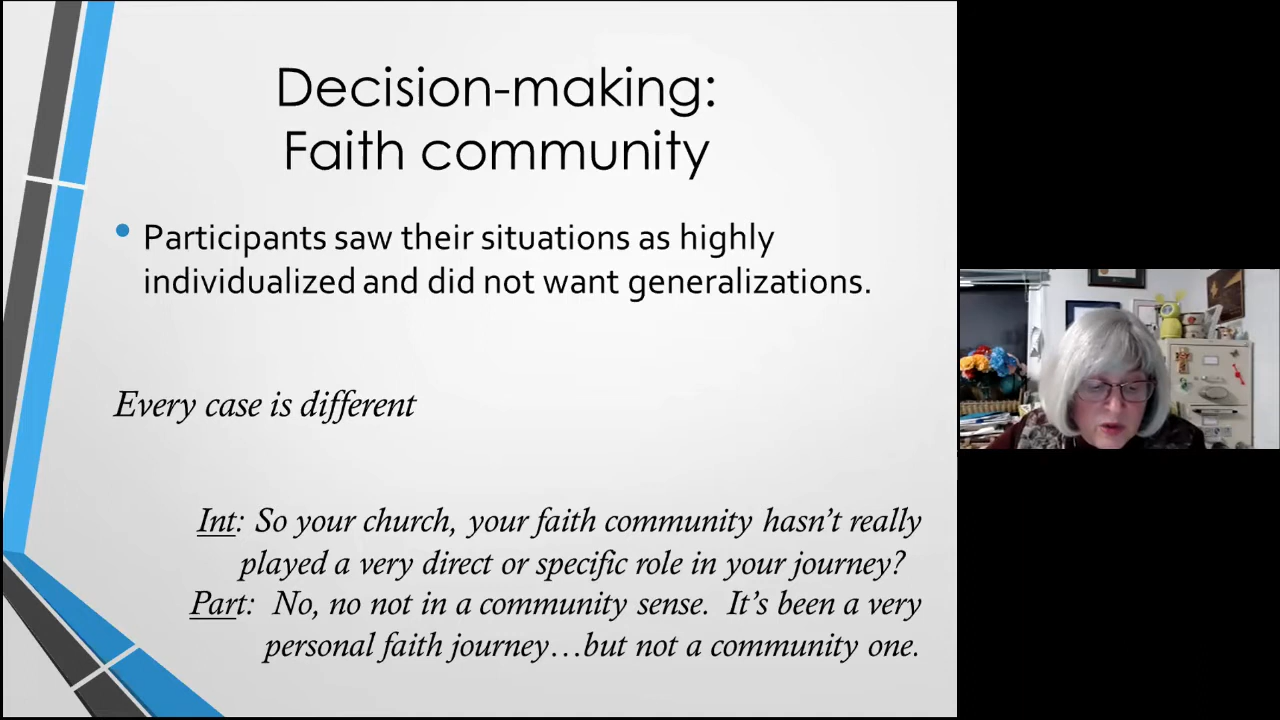 Decision-making:
Faith community
• Participants saw their situations as highly
individualized and did not want generalizations.
Every case is different
Int: So your church, your faith community hasn't really
played a very direct or specific role in your journey?
Part: No, no not in a community sense. It's been a very
personal faith journey…but not a community one.